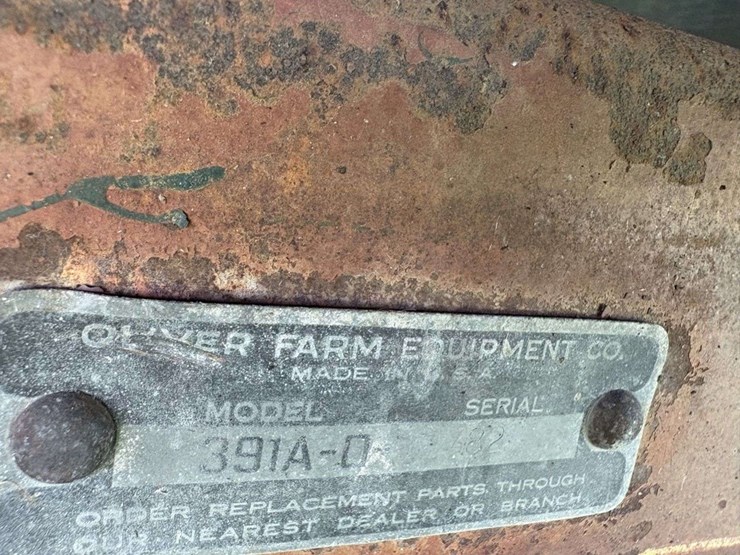 OLIVER FARM EQUIPMENT CO.
MADE IN U.S.A.
MODEL SERIAL
391A-0
ORDER REPLACEMENT PARTS THROUGH
OUR NEAREST DEALER OR BRANCH